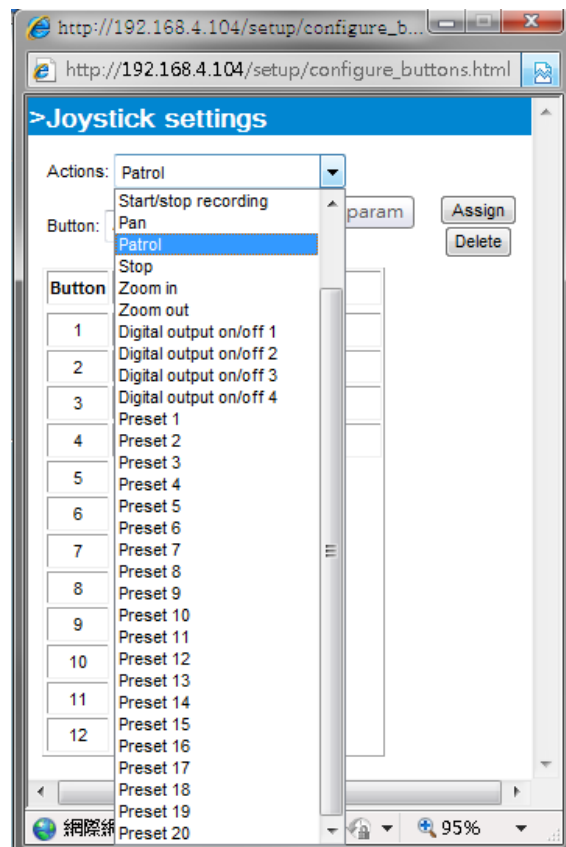 http://192.168.4.104/setup/configure_b...
http://192.168.4.104/setup/configure_buttons.html
>Joystick settings
Actions: Patrol
Button:
param
Assign
Delete
Start/stop recording
Pan
Patrol
Stop
Zoom in
Zoom out
Digital output on/off 1
Digital output on/off 2
Digital output on/off 3
Digital output on/off 4
Preset 1
Preset 2
Preset 3
Preset 4
Preset 5
Preset 6
Preset 7
Preset 8
Preset 9
Preset 10
Preset 11
Preset 12
Preset 13
Preset 14
Preset 15
Preset 16
Preset 17
Preset 18
Preset 19
Preset 20
Button
1
2
3
4
5
6
7
8
9
10
11
12
網際網
95%